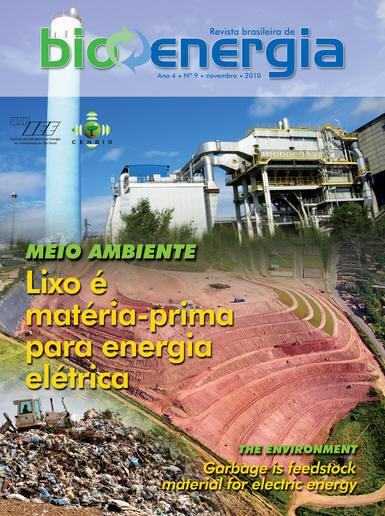 Revista brasileira de
bioenergia
Ano 4 • Nº 9 • novembro • 2010
CENBIO
MEIO AMBIENTE
Lixo é
matéria-prima
para energia
elétrica
THE ENVIRONMENT
Garbage is feedstock
material for electric energy